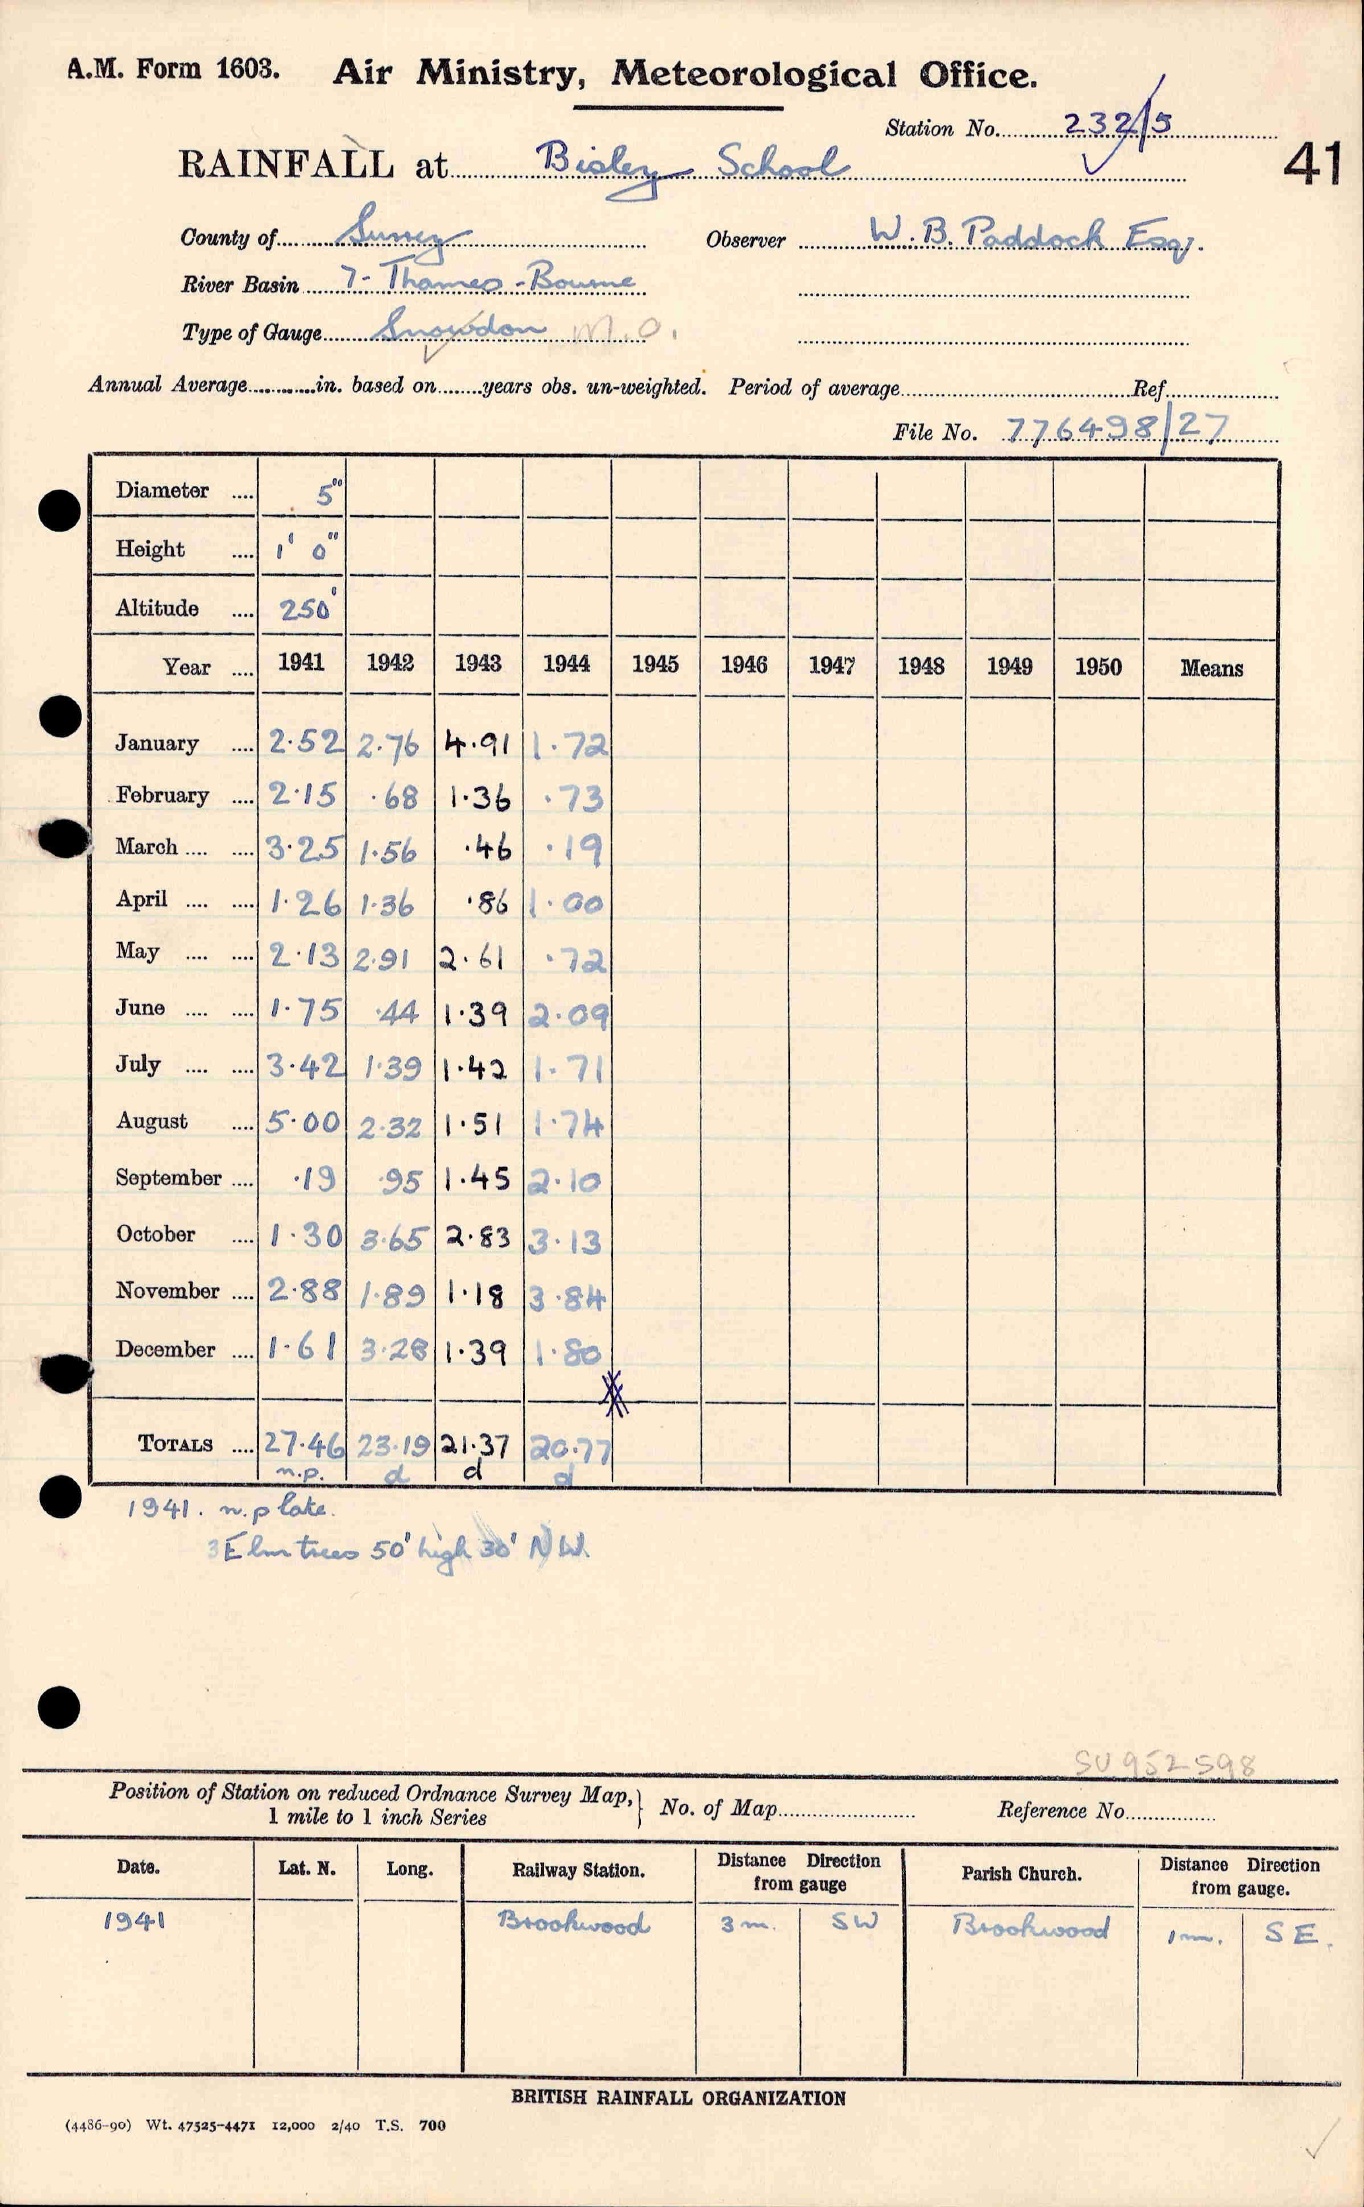 A.M. Form 1603. Air Ministry, Meteorological Office.
Station No. 232/5
41
RAINFALL at Bisley School
County of Surrey Observer W. B. Paddock Esq.
River Basin 7- Thames - Bourne
Type of Gauge Snowdon M.O.
Annual Average in. based on years obs. un-weighted. Period of average Ref.
File No. 776498/27
Diameter 5"
Height 1' 0"
Altitude 250'
Year 1941 1942 1943 1944 1945 1946 1947 1948 1949 1950 Means
January 2.52 2.76 4.91 1.72
February 2.15 .68 1.36 .73
March 3.25 1.56 .46 .19
April 1.26 1.36 .86 1.00
May 2.13 2.91 2.61 .72
June 1.75 .44 1.39 2.09
July 3.42 1.39 1.42 1.71
August 5.00 2.32 1.51 1.74
September .19 .95 1.45 2.10
October 1.30 3.65 2.83 3.13
November 2.88 1.89 1.18 3.84
December 1.61 3.28 1.39 1.80
TOTALS 27.46 23.19 21.37 20.77
n.p. d d d
1941. n.p late.
3 Elm trees 50' high 30' NW.
SU 952 598
Position of Station on reduced Ordnance Survey Map, 1 mile to 1 inch Series } No. of Map Reference No.
Date. Lat. N. Long. Railway Station. Distance Direction from gauge Parish Church. Distance Direction from gauge.
1941 Brookwood 3 m. SW Brookwood 1 m. S E.
BRITISH RAINFALL ORGANIZATION
(4486-90) Wt. 47525-4471 12,000 2/40 T.S. 700